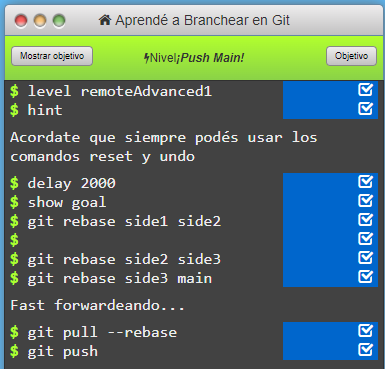 Aprendé a Branchear en Git
Mostrar objetivo
Nivel¡Push Main!
Objetivo
$ level remoteAdvanced1
$ hint
Acordate que siempre podés usar los
comandos reset y undo
$ delay 2000
$ show goal
$ git rebase side1 side2
$
$ git rebase side2 side3
$ git rebase side3 main
Fast forwardeando...
$ git pull --rebase
$ git push